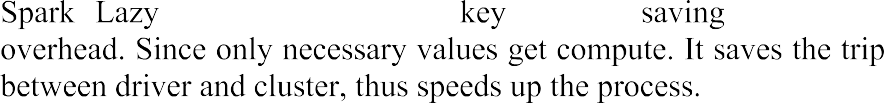 Spark Lazy key saving
overhead. Since only necessary values get compute. It saves the trip
between driver and cluster, thus speeds up the process.